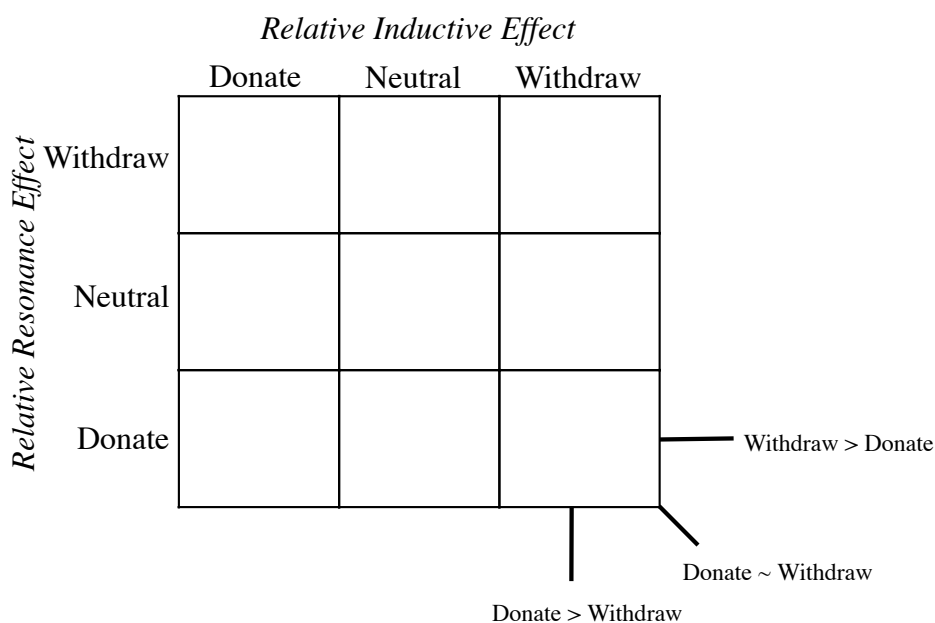 Relative Inductive Effect
Donate Neutral Withdraw
Relative Resonance Effect
Withdraw
Neutral
Donate
Withdraw > Donate
Donate ~ Withdraw
Donate > Withdraw